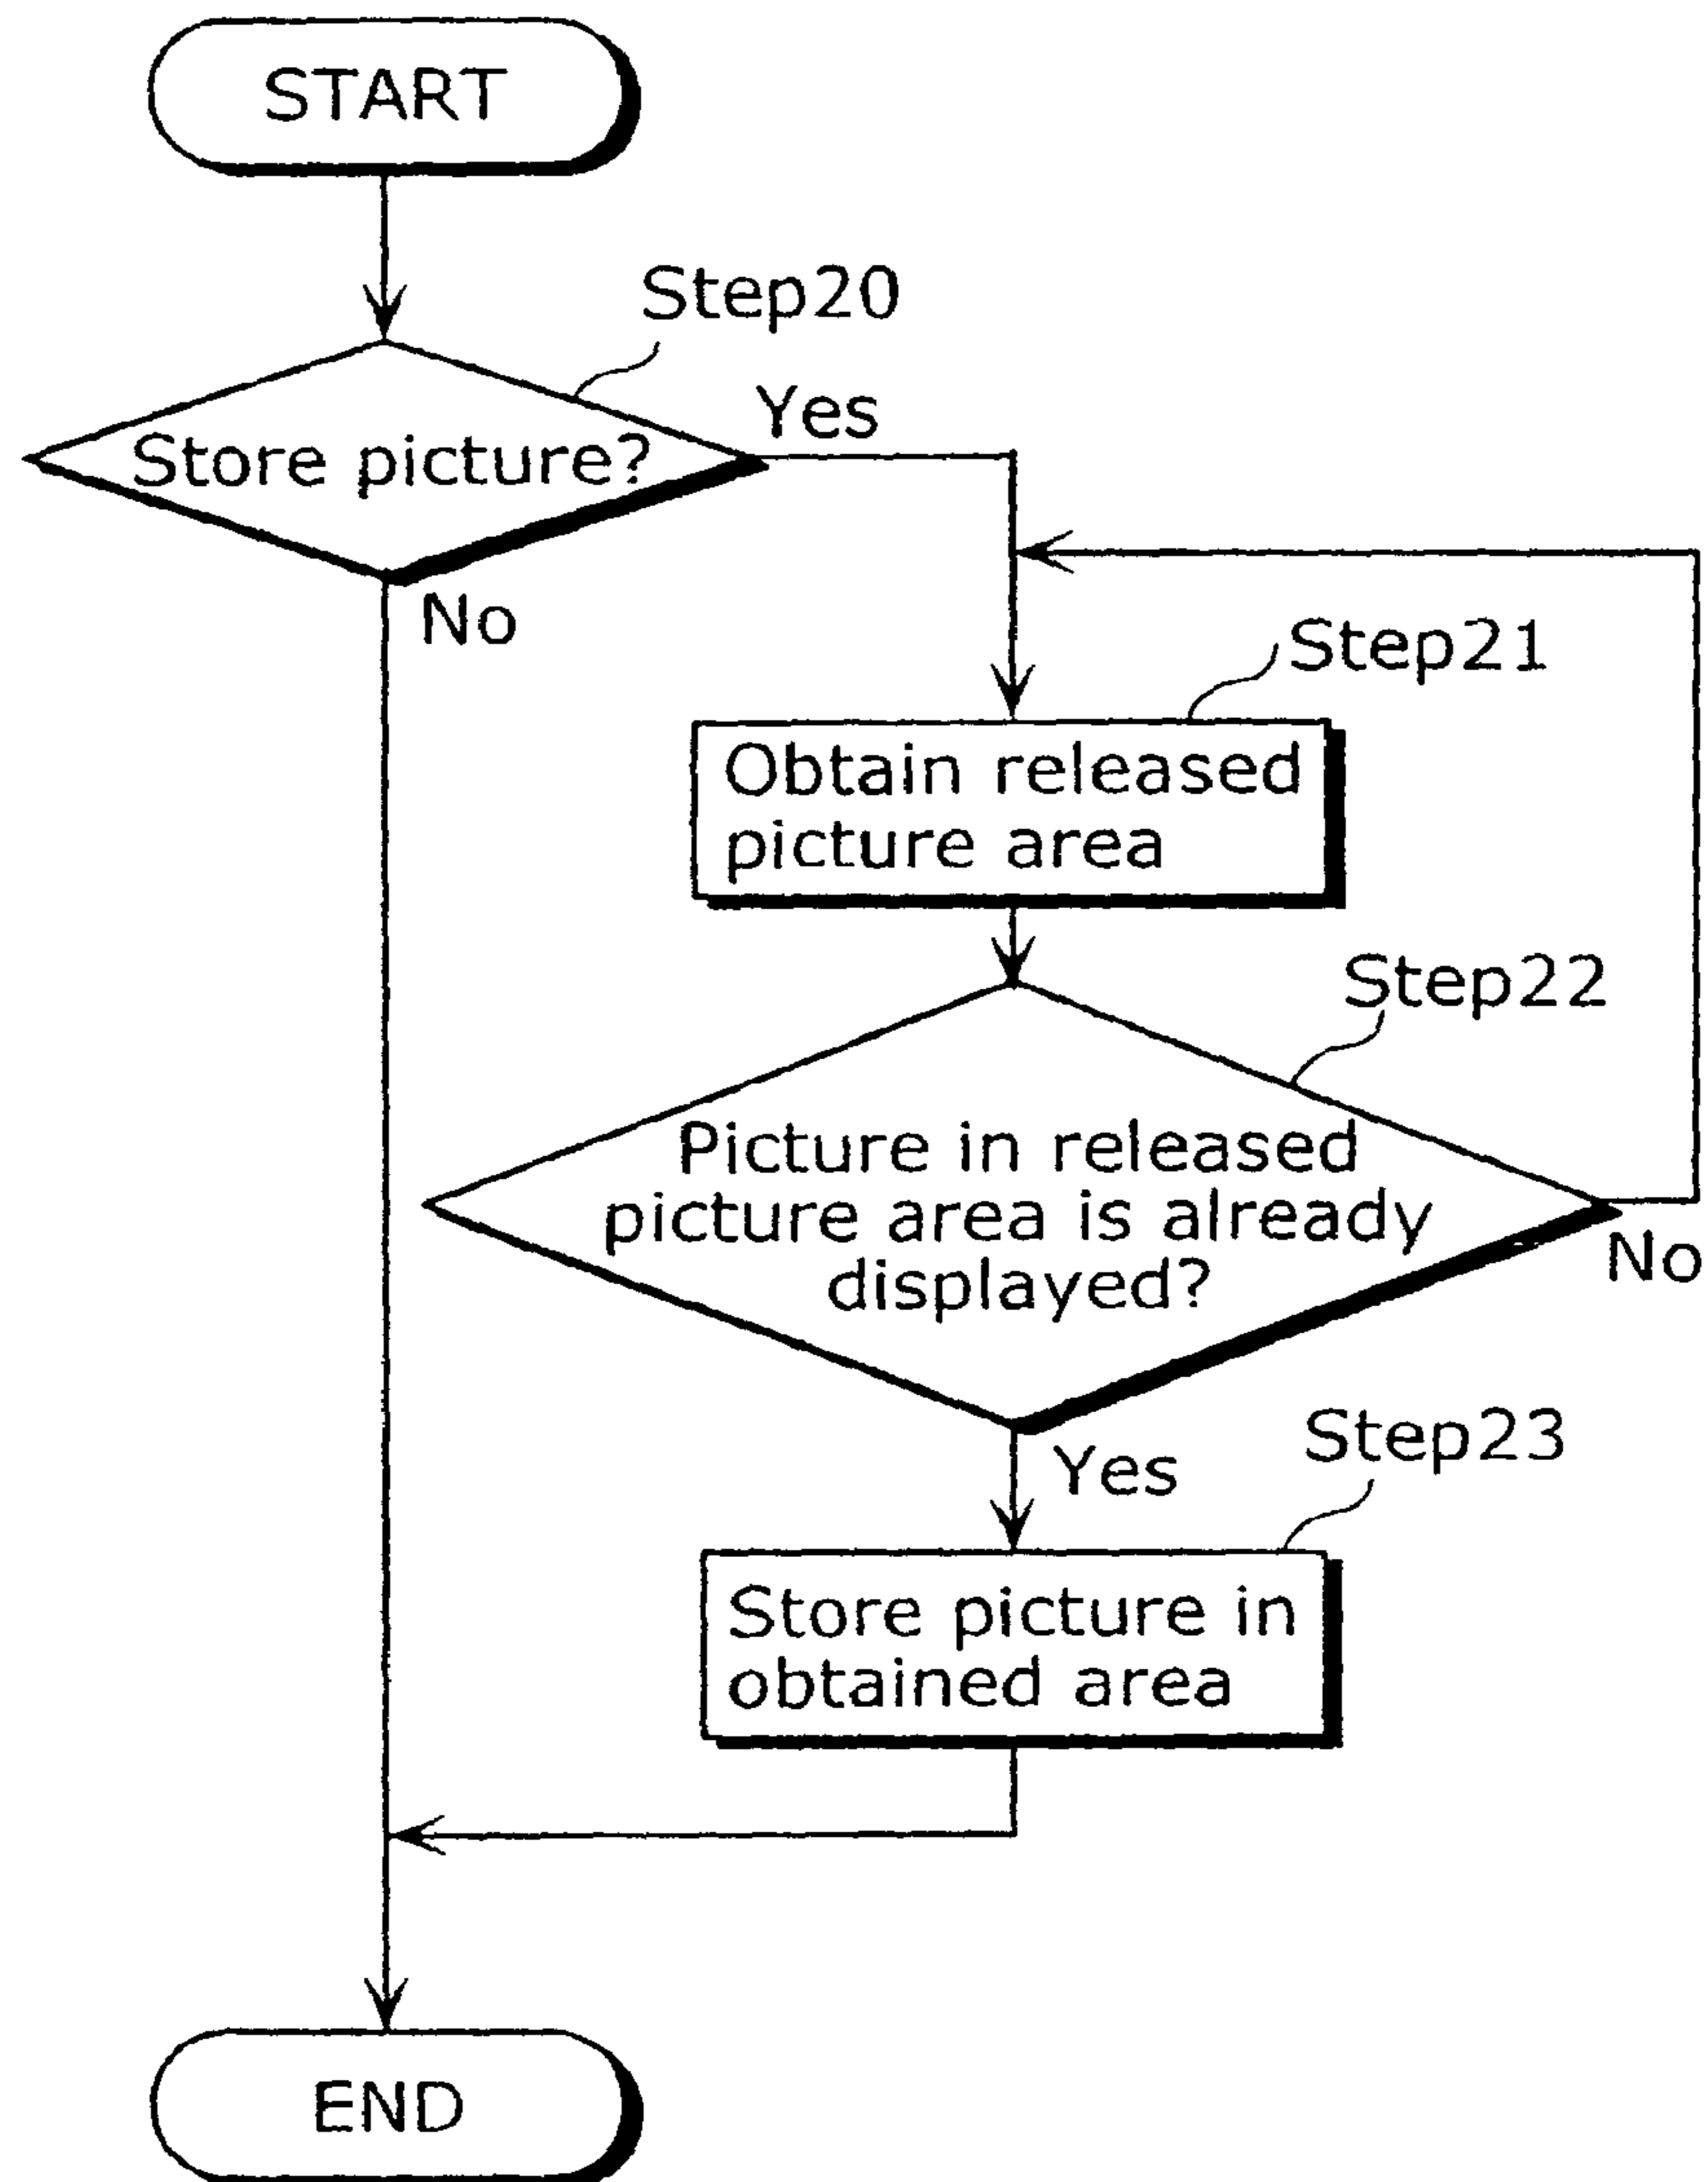 START
Step20
Yes
Store picture?
No
Step21
Obtain released
picture area
Step22
Picture in released
picture area is already
displayed?
No
Yes
Step23
Store picture in
obtained area
END